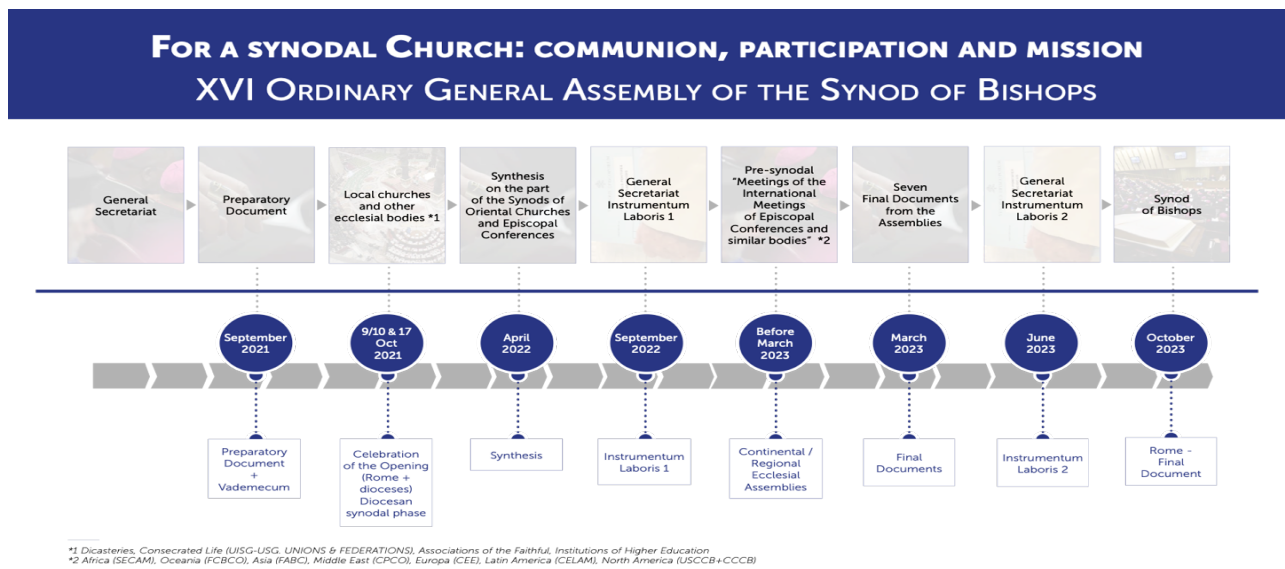 FOR A SYNODAL CHURCH: COMMUNION, PARTICIPATION AND MISSION
XVI ORDINARY GENERAL ASSEMBLY OF THE SYNOD OF BISHOPS
General
Secretariat
Preparatory
Document
Local churches
and other
ecclesial bodies *1
Synthesis
on the part
of the Synods of
Oriental Churches
and Episcopal
Conferences
General
Secretariat
Instrumentum
Laboris 1
Pre-synodal
“Meetings of the
International
Meetings
of Episcopal
Conferences and
similar bodies” *2
Seven
Final Documents
from the
Assemblies
General
Secretariat
Instrumentum
Laboris 2
Synod
of Bishops
September
2021
9/10 & 17
Oct
2021
April
2022
September
2022
Before
March
2023
March
2023
June
2023
October
2023
Preparatory
Document
+
Vademecum
Celebration
of the Opening
(Rome +
dioceses)
Diocesan
synodal phase
Synthesis
Instrumentum
Laboris 1
Continental /
Regional
Ecclesial
Assemblies
Final
Documents
Instrumentum
Laboris 2
Rome -
Final
Document
*1 Dicasteries, Consecrated Life (UISG-USG. UNIONS & FEDERATIONS), Associations of the Faithful, Institutions of Higher Education
*2 Africa (SECAM), Oceania (FCBCO), Asia (FABC), Middle East (CPCO), Europa (CEE), Latin America (CELAM), North America (USCCB+CCCB)